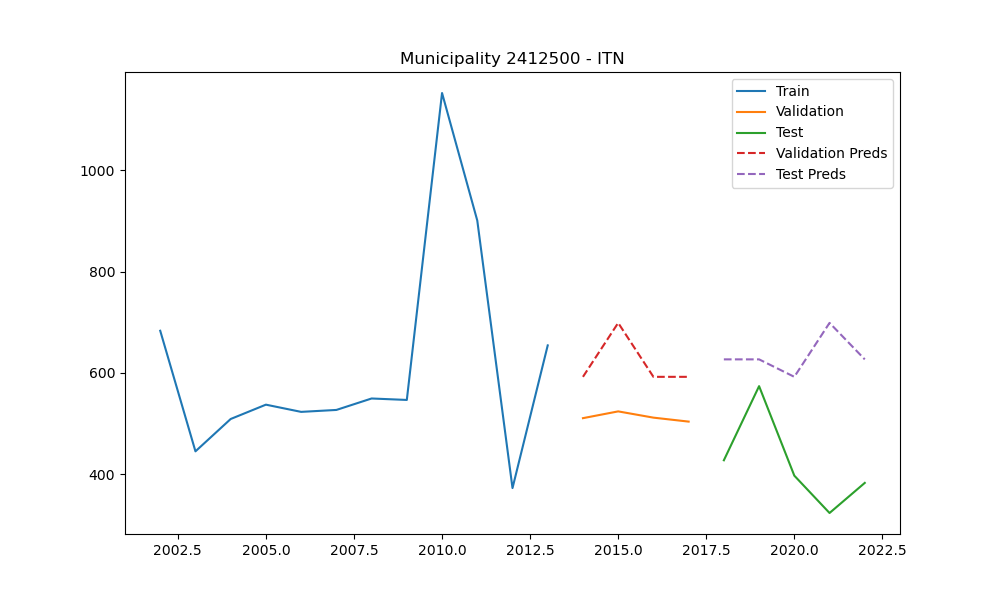 Municipality 2412500 - ITN
Train
Validation
Test
Validation Preds
Test Preds
1000
800
600
400
2002.5 2005.0 2007.5 2010.0 2012.5 2015.0 2017.5 2020.0 2022.5